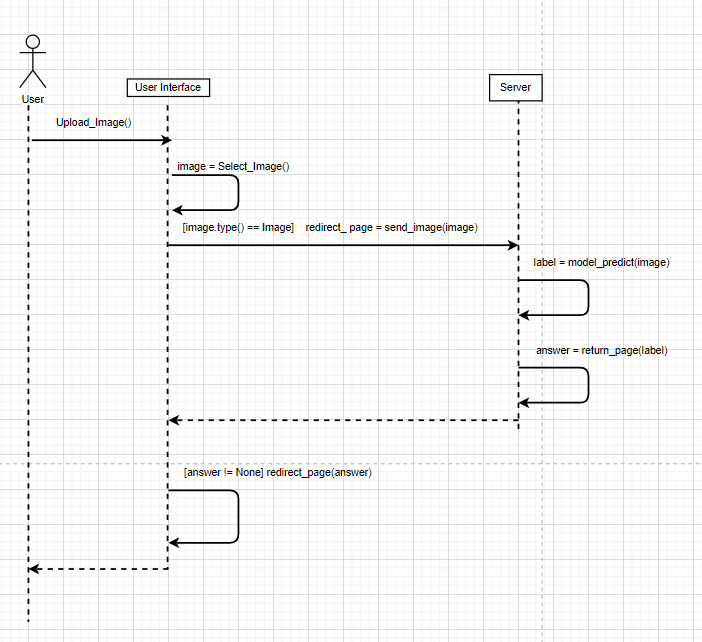 User
User Interface
Server
Upload_Image()
image = Select_Image()
[image.type() == Image] redirect_ page = send_image(image)
label = model_predict(image)
answer = return_page(label)
[answer != None] redirect_page(answer)